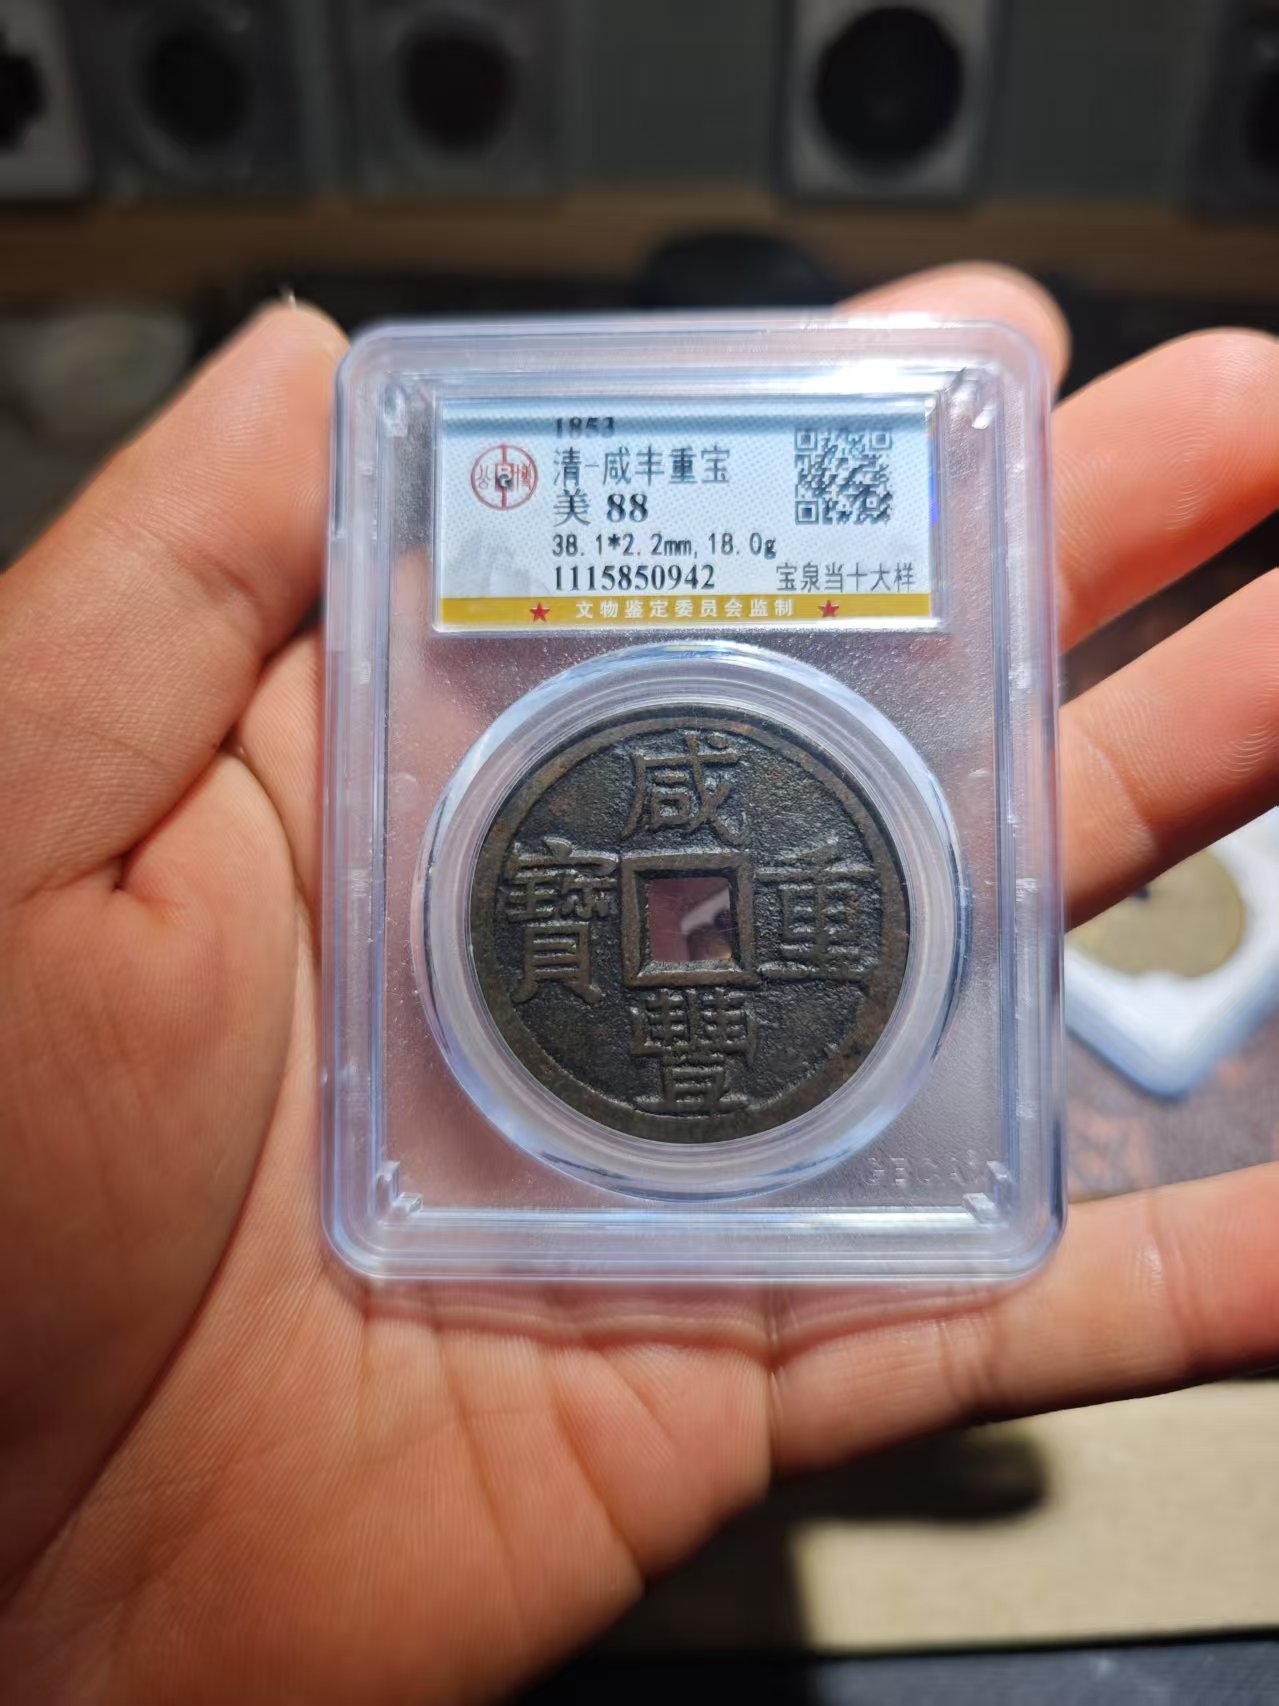 1853
清-咸丰重宝
美 88
38.1*2.2mm,18.0g
1115850942 宝泉当十大样
★ 文物鉴定委员会监制 ★
咸
寶 重
豐
GBCA